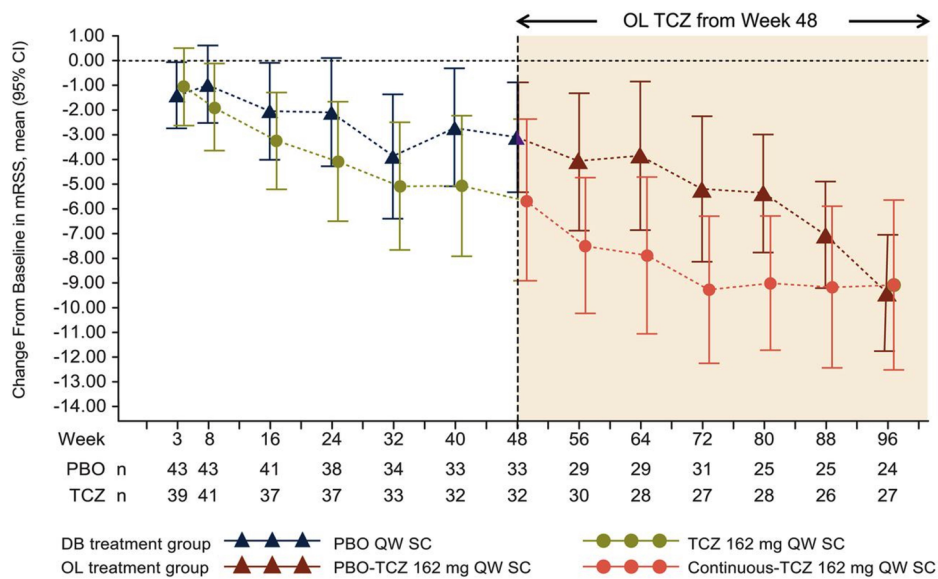 OL TCZ from Week 48
Change From Baseline in mRSS, mean (95% CI)
1.00
0.00
-1.00
-2.00
-3.00
-4.00
-5.00
-6.00
-7.00
-8.00
-9.00
-10.00
-11.00
-12.00
-13.00
-14.00
Week 3 8 16 24 32 40 48 56 64 72 80 88 96
PBO n 43 43 41 38 34 33 33 29 29 31 25 25 24
TCZ n 39 41 37 37 33 32 32 30 28 27 28 26 27
DB treatment group PBO QW SC TCZ 162 mg QW SC
OL treatment group PBO-TCZ 162 mg QW SC Continuous-TCZ 162 mg QW SC